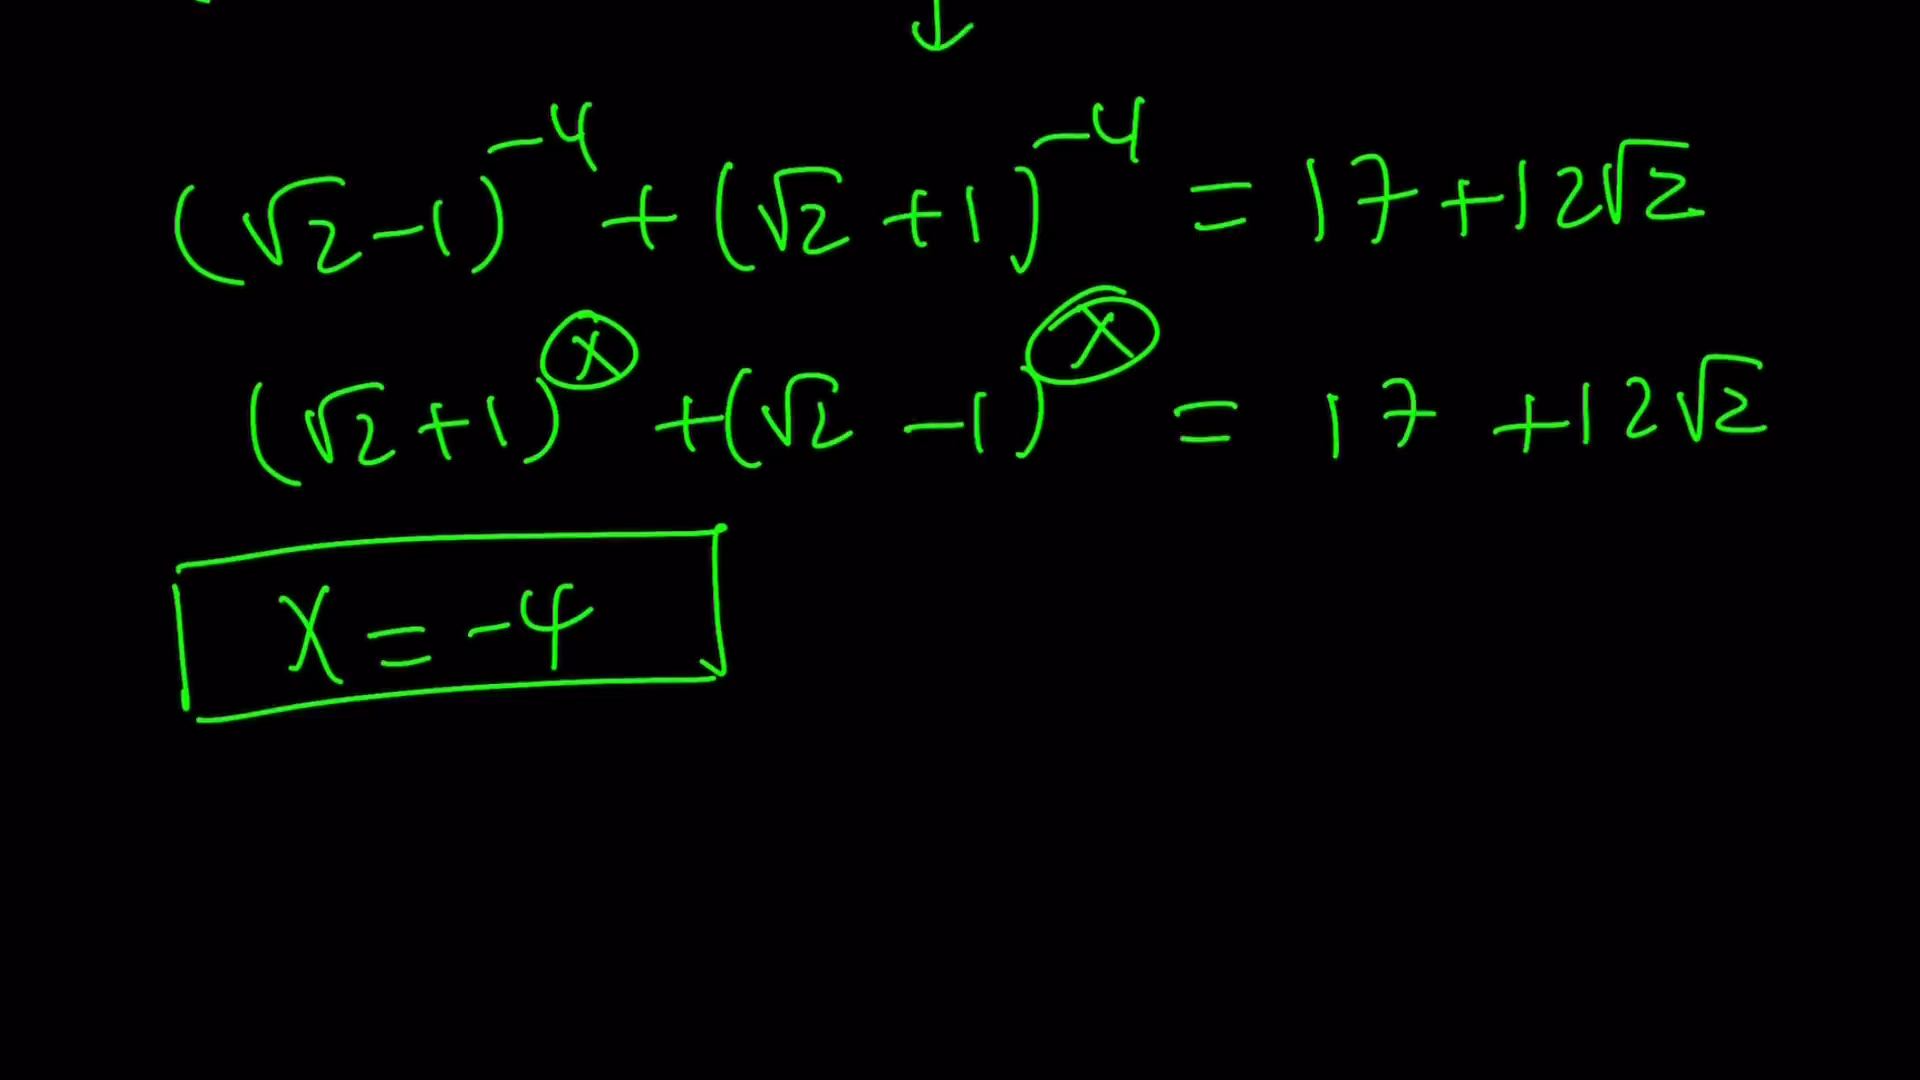 (√2-1)^-4 + (√2+1)^-4 = 17+12√2
(√2+1)^x + (√2-1)^x = 17+12√2
x = -4